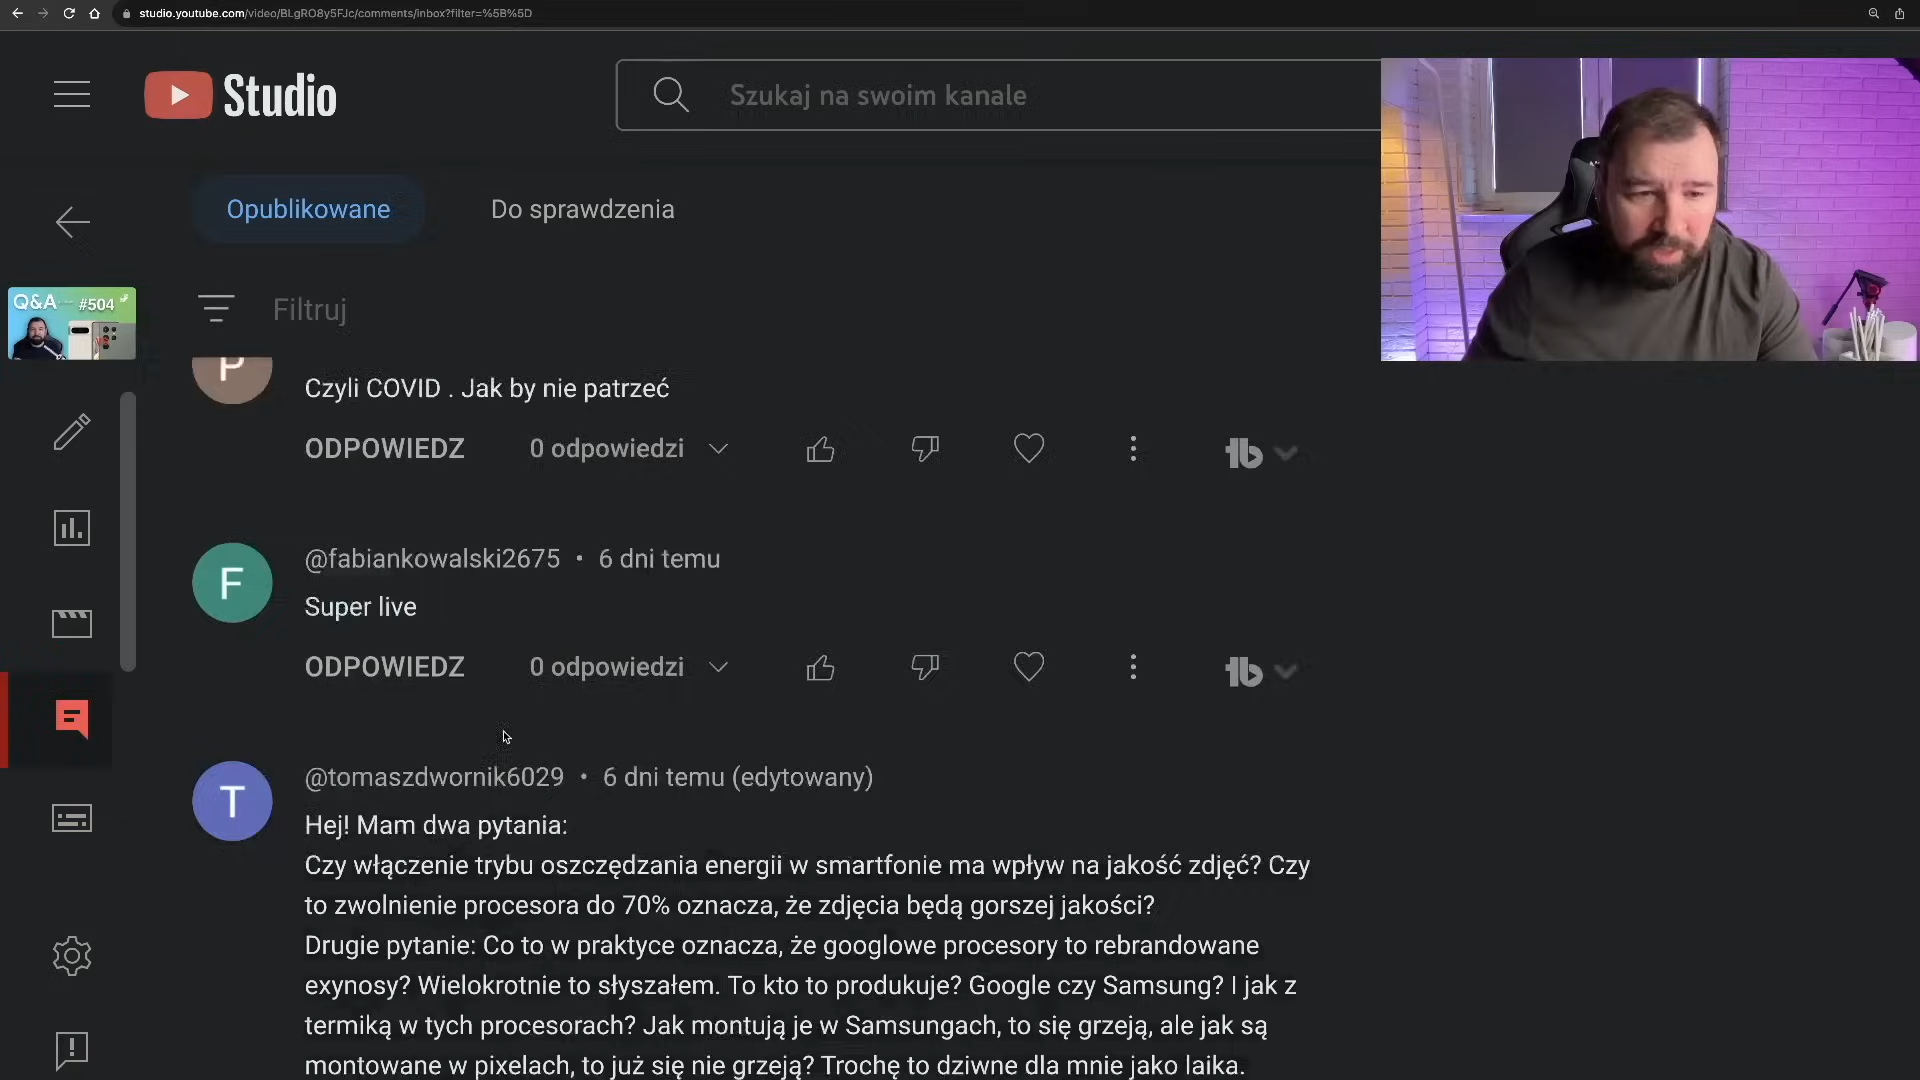 studio.youtube.com/video/BLgRO8y5FJc/comments/inbox?filter=%5B%5D
Studio
Szukaj na swoim kanale
Opublikowane
Do sprawdzenia
Q&A #504
Filtruj
P
Czyli COVID . Jak by nie patrzeć
ODPOWIEDZ 0 odpowiedzi
tb
F
@fabiankowalski2675 • 6 dni temu
Super live
ODPOWIEDZ 0 odpowiedzi
tb
T
@tomaszdwornik6029 • 6 dni temu (edytowany)
Hej! Mam dwa pytania:
Czy włączenie trybu oszczędzania energii w smartfonie ma wpływ na jakość zdjęć? Czy
to zwolnienie procesora do 70% oznacza, że zdjęcia będą gorszej jakości?
Drugie pytanie: Co to w praktyce oznacza, że googlowe procesory to rebrandowane
exynosy? Wielokrotnie to słyszałem. To kto to produkuje? Google czy Samsung? I jak z
termiką w tych procesorach? Jak montują je w Samsungach, to się grzeją, ale jak są
montowane w pixelach, to już się nie grzeją? Trochę to dziwne dla mnie jako laika.